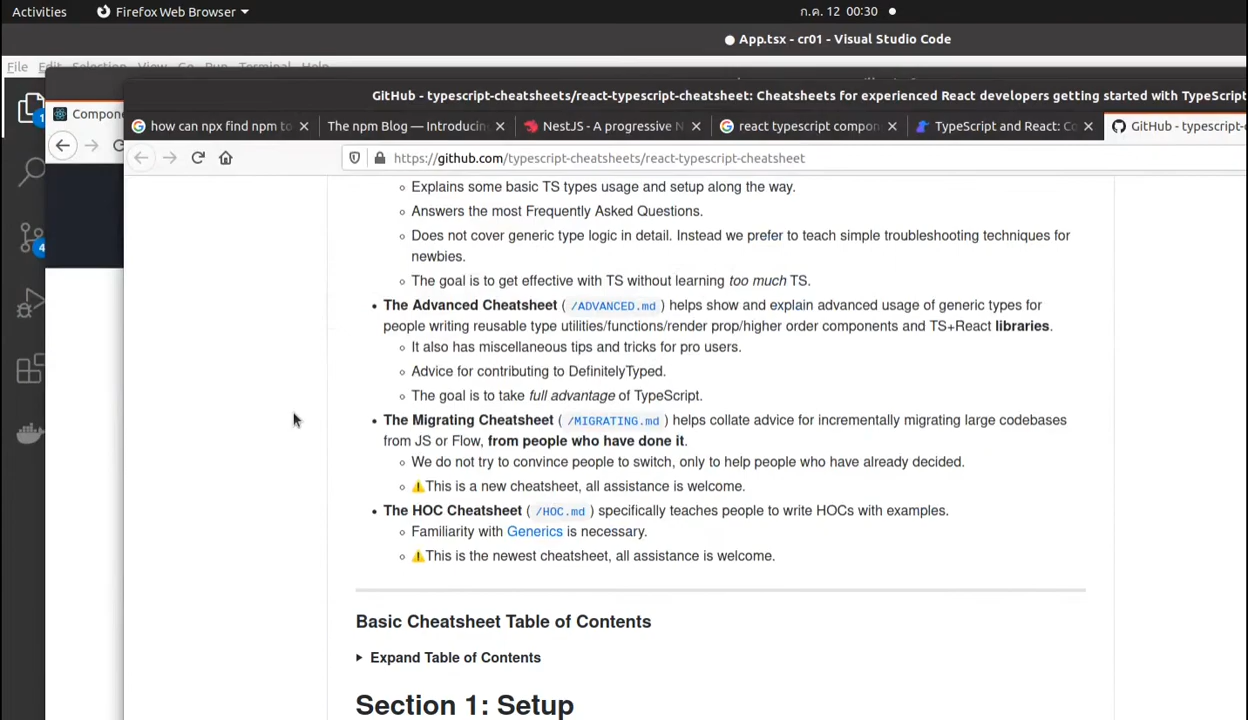 Activities
Firefox Web Browser
ก.ค. 12 00:30
App.tsx - cr01 - Visual Studio Code
File Edit Selection View Go Run Terminal Help
GitHub - typescript-cheatsheets/react-typescript-cheatsheet: Cheatsheets for experienced React developers getting started with TypeScript
Compone
how can npx find npm to
The npm Blog — Introducin
NestJS - A progressive N
react typescript compon
TypeScript and React: Co
GitHub - typescript-c
https://github.com/typescript-cheatsheets/react-typescript-cheatsheet
Explains some basic TS types usage and setup along the way.
Answers the most Frequently Asked Questions.
Does not cover generic type logic in detail. Instead we prefer to teach simple troubleshooting techniques for
newbies.
The goal is to get effective with TS without learning too much TS.
The Advanced Cheatsheet ( /ADVANCED.md ) helps show and explain advanced usage of generic types for
people writing reusable type utilities/functions/render prop/higher order components and TS+React libraries.
It also has miscellaneous tips and tricks for pro users.
Advice for contributing to DefinitelyTyped.
The goal is to take full advantage of TypeScript.
The Migrating Cheatsheet ( /MIGRATING.md ) helps collate advice for incrementally migrating large codebases
from JS or Flow, from people who have done it.
We do not try to convince people to switch, only to help people who have already decided.
⚠️This is a new cheatsheet, all assistance is welcome.
The HOC Cheatsheet ( /HOC.md ) specifically teaches people to write HOCs with examples.
Familiarity with Generics is necessary.
⚠️This is the newest cheatsheet, all assistance is welcome.
Basic Cheatsheet Table of Contents
Expand Table of Contents
Section 1: Setup
1
4